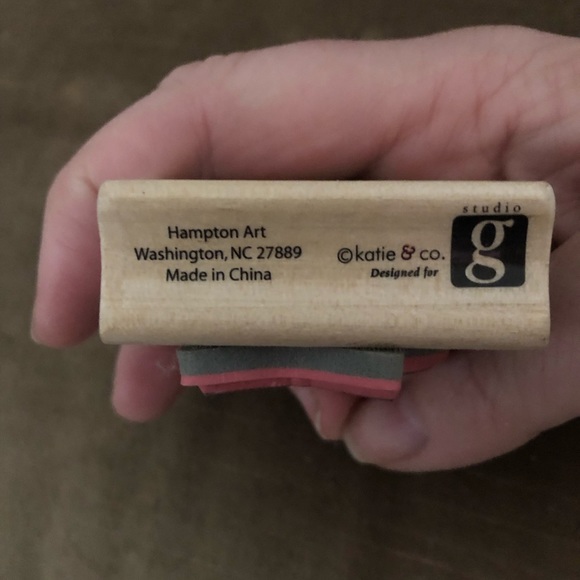 Hampton Art
Washington, NC 27889
Made in China
©katie & co.
Designed for
studio
g